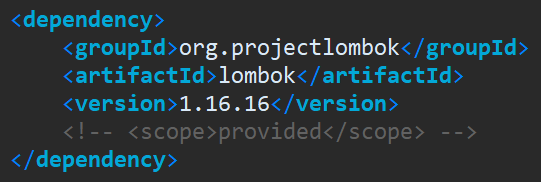 <dependency>
<groupId>org.projectlombok</groupId>
<artifactId>lombok</artifactId>
<version>1.16.16</version>
<!-- <scope>provided</scope> -->
</dependency>